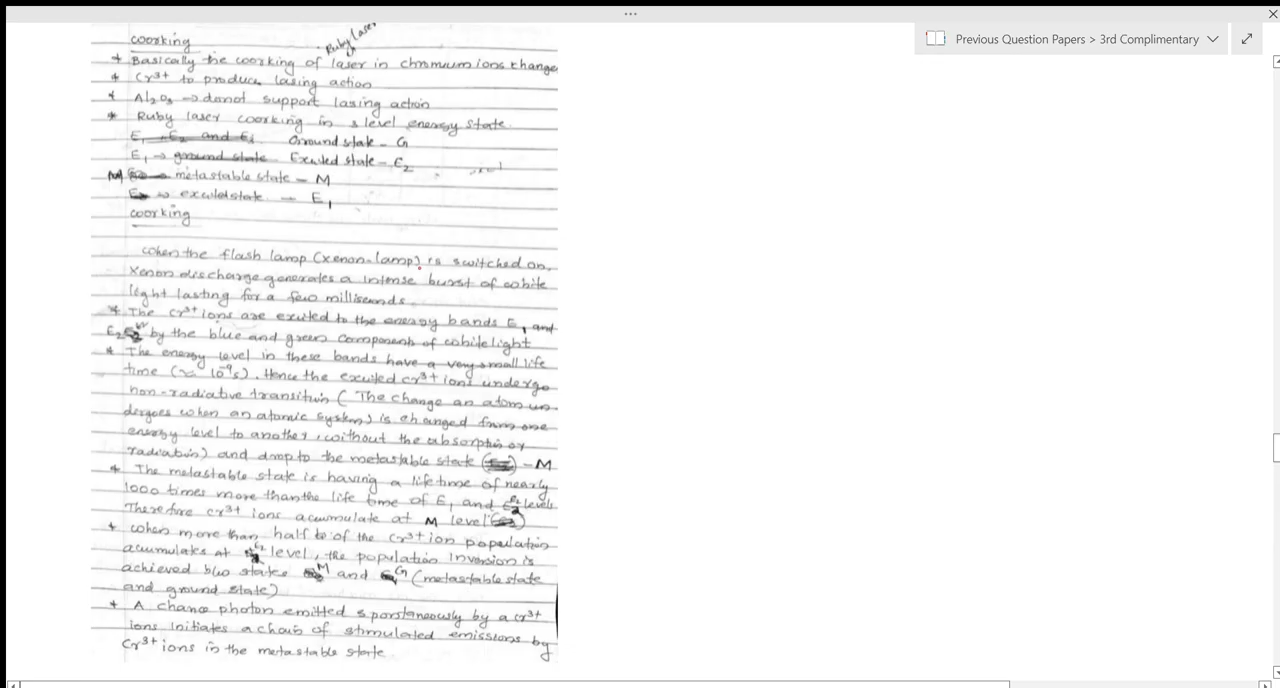 Previous Question Papers > 3rd Complimentary
Ruby laser
working
* Basically the working of laser in chromium ions change
* Cr3+ to produce lasing action
* Al2O3 → donot support lasing action
* Ruby laser working in 3 level energy state.
E1, E2 and Ground state - G
E1 → ground state Excited state - E2
M metastable state - M
→ excited state - E1
working
when the flash lamp (xenon-lamp) is switched on,
Xenon discharge generates a intense burst of white
light lasting for a few milliseconds.
* The Cr3+ ions are exited to the energy bands E1 and
E2 by the blue and green components of white light
* The energy level in these bands have a very small life
time (≈ 10-9s). Hence the excited Cr3+ ions undergo
non-radiative transition (The change an atom un-
dergoes when an atomic system) is changed from one
energy level to another, without the absorption or
radiation) and drop to the metastable state - M
* The metastable state is having a lifetime of nearly
1000 times more than the life time of E1 and E2 levels
Therefore Cr3+ ions acumulate at M level
* when more than half of the Cr3+ ion population
acumulates at level, the population inversion is
achieved b/w states M and G (metastable state
and ground state)
* A chance photon emitted sponstaneously by a Cr3+
ions initiates a chain of stimulated emissions by
Cr3+ ions in the metastable state.